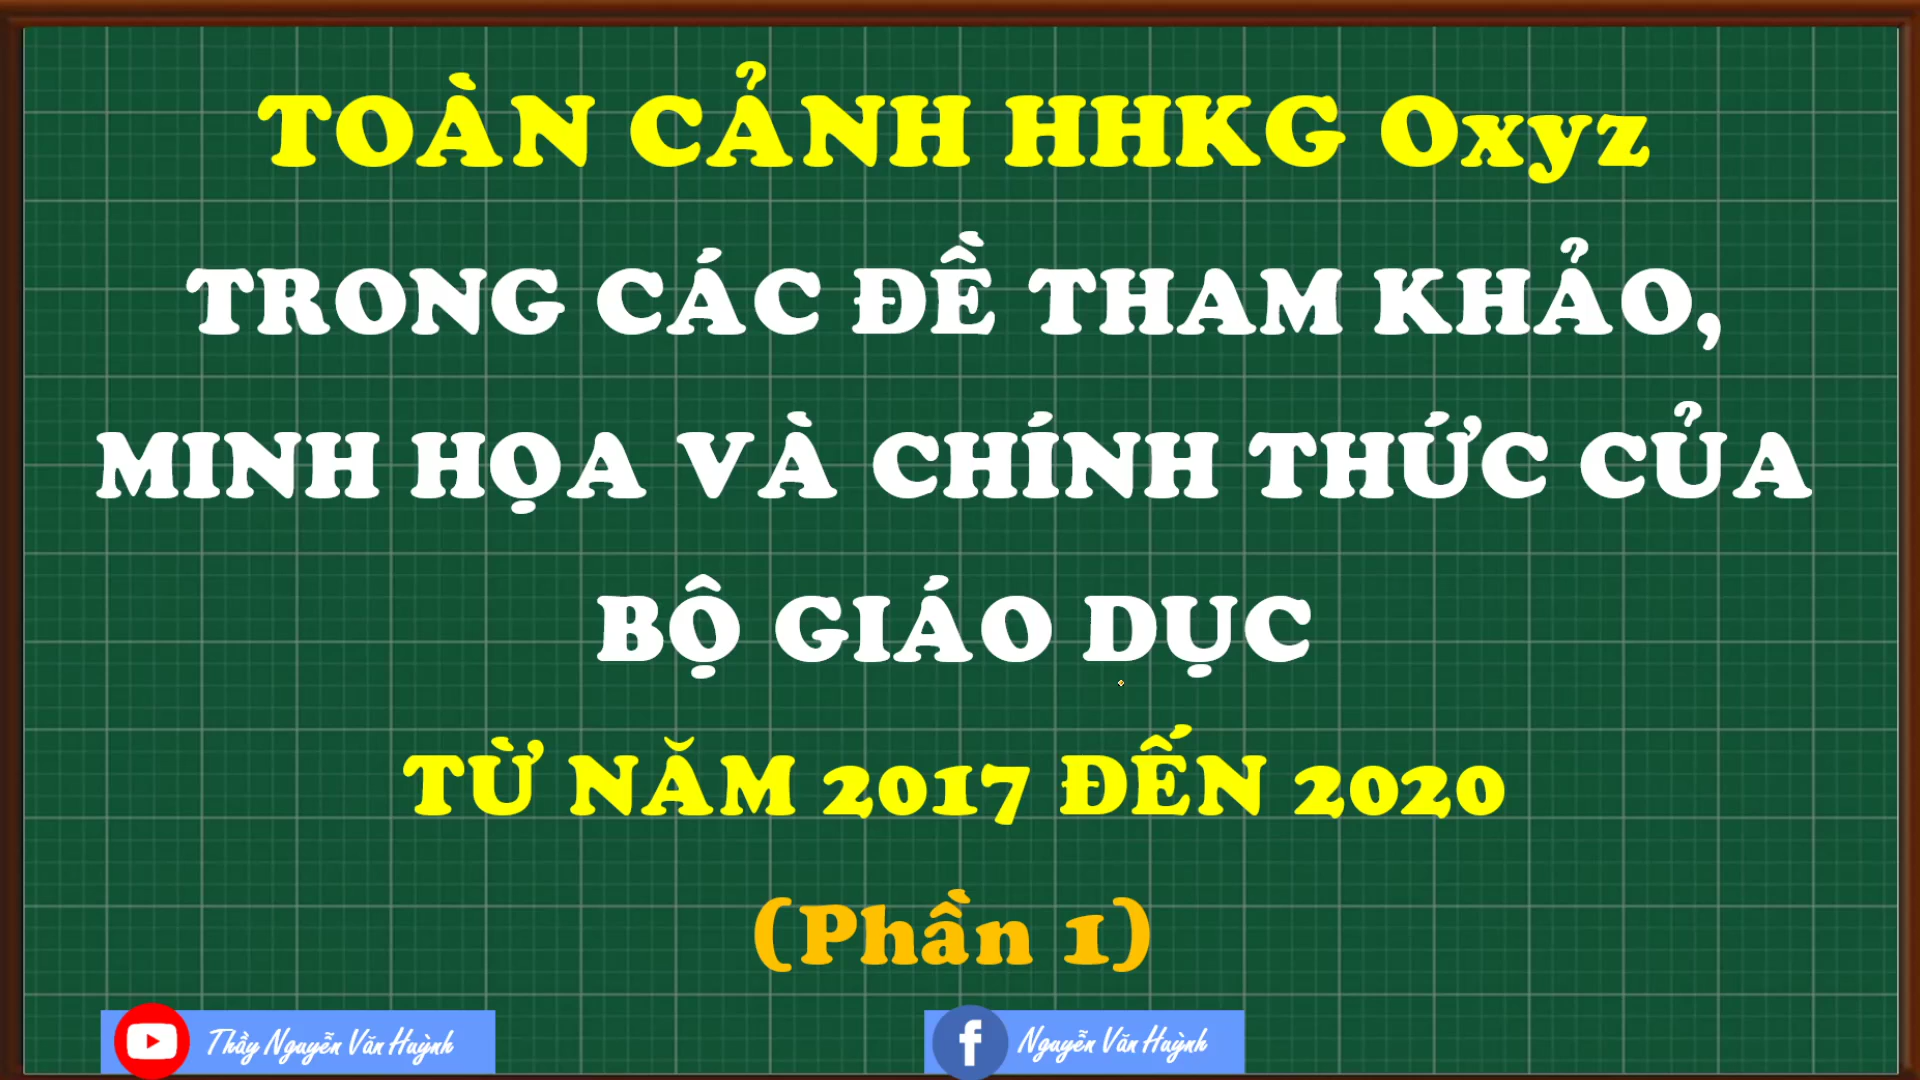 TOÀN CẢNH HHKG Oxyz
TRONG CÁC ĐỀ THAM KHẢO,
MINH HỌA VÀ CHÍNH THỨC CỦA
BỘ GIÁO DỤC
TỪ NĂM 2017 ĐẾN 2020
(Phần 1)
Thầy Nguyễn Văn Huỳnh
Nguyễn Văn Huỳnh